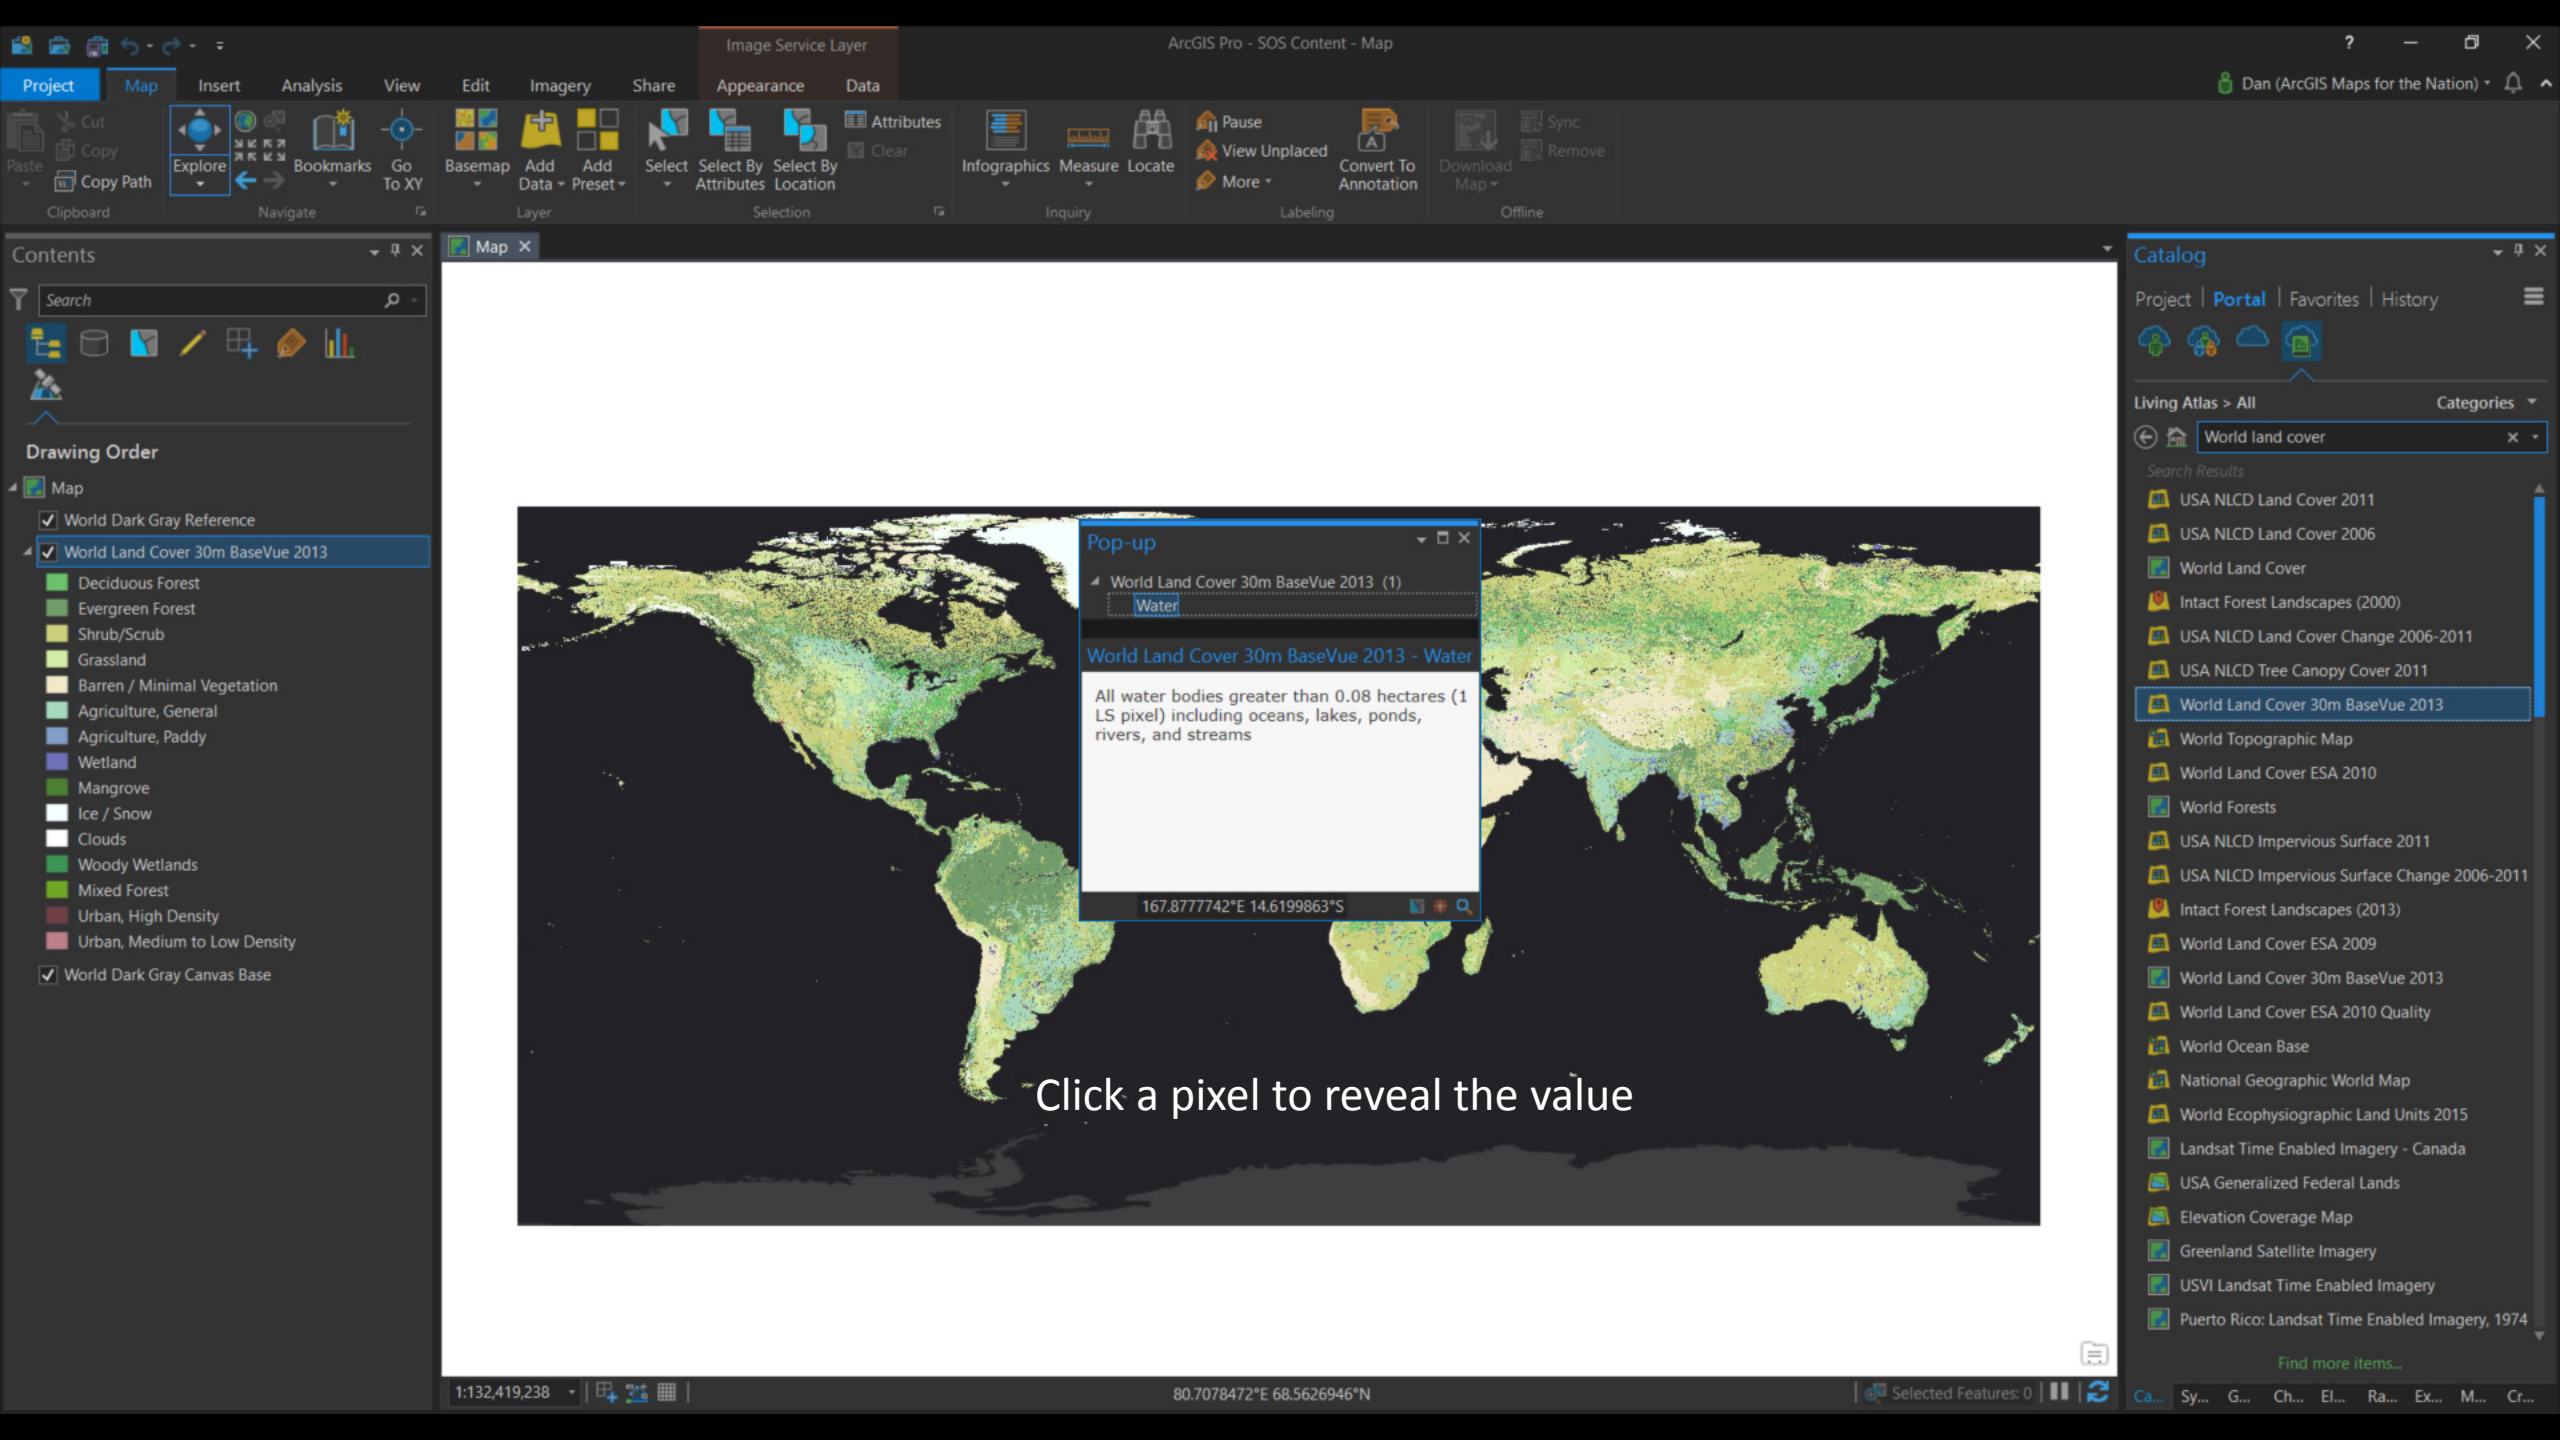 Image Service Layer
ArcGIS Pro - SOS Content - Map
?
Project
Map
Insert
Analysis
View
Edit
Imagery
Share
Appearance
Data
Dan (ArcGIS Maps for the Nation)
Paste
Cut
Copy
Copy Path
Clipboard
Explore
Bookmarks
Go To XY
Navigate
Basemap
Add Data
Add Preset
Layer
Select
Select By Attributes
Select By Location
Attributes
Clear
Selection
Infographics
Measure
Locate
Inquiry
Pause
View Unplaced
More
Convert To Annotation
Labeling
Download Map
Sync
Remove
Offline
Contents
Search
Drawing Order
Map
World Dark Gray Reference
World Land Cover 30m BaseVue 2013
Deciduous Forest
Evergreen Forest
Shrub/Scrub
Grassland
Barren / Minimal Vegetation
Agriculture, General
Agriculture, Paddy
Wetland
Mangrove
Ice / Snow
Clouds
Woody Wetlands
Mixed Forest
Urban, High Density
Urban, Medium to Low Density
World Dark Gray Canvas Base
Map
Pop-up
World Land Cover 30m BaseVue 2013 (1)
Water
World Land Cover 30m BaseVue 2013 - Water
All water bodies greater than 0.08 hectares (1
LS pixel) including oceans, lakes, ponds,
rivers, and streams
167.8777742°E 14.6199863°S
Click a pixel to reveal the value
1:132,419,238
80.7078472°E 68.5626946°N
Selected Features: 0
Catalog
Project | Portal | Favorites | History
Living Atlas > All
Categories
World land cover
Search Results
USA NLCD Land Cover 2011
USA NLCD Land Cover 2006
World Land Cover
Intact Forest Landscapes (2000)
USA NLCD Land Cover Change 2006-2011
USA NLCD Tree Canopy Cover 2011
World Land Cover 30m BaseVue 2013
World Topographic Map
World Land Cover ESA 2010
World Forests
USA NLCD Impervious Surface 2011
USA NLCD Impervious Surface Change 2006-2011
Intact Forest Landscapes (2013)
World Land Cover ESA 2009
World Land Cover 30m BaseVue 2013
World Land Cover ESA 2010 Quality
World Ocean Base
National Geographic World Map
World Ecophysiographic Land Units 2015
Landsat Time Enabled Imagery - Canada
USA Generalized Federal Lands
Elevation Coverage Map
Greenland Satellite Imagery
USVI Landsat Time Enabled Imagery
Puerto Rico: Landsat Time Enabled Imagery, 1974
Find more items...
Ca... Sy... G... Ch... El... Ra... Ex... M... Cr...